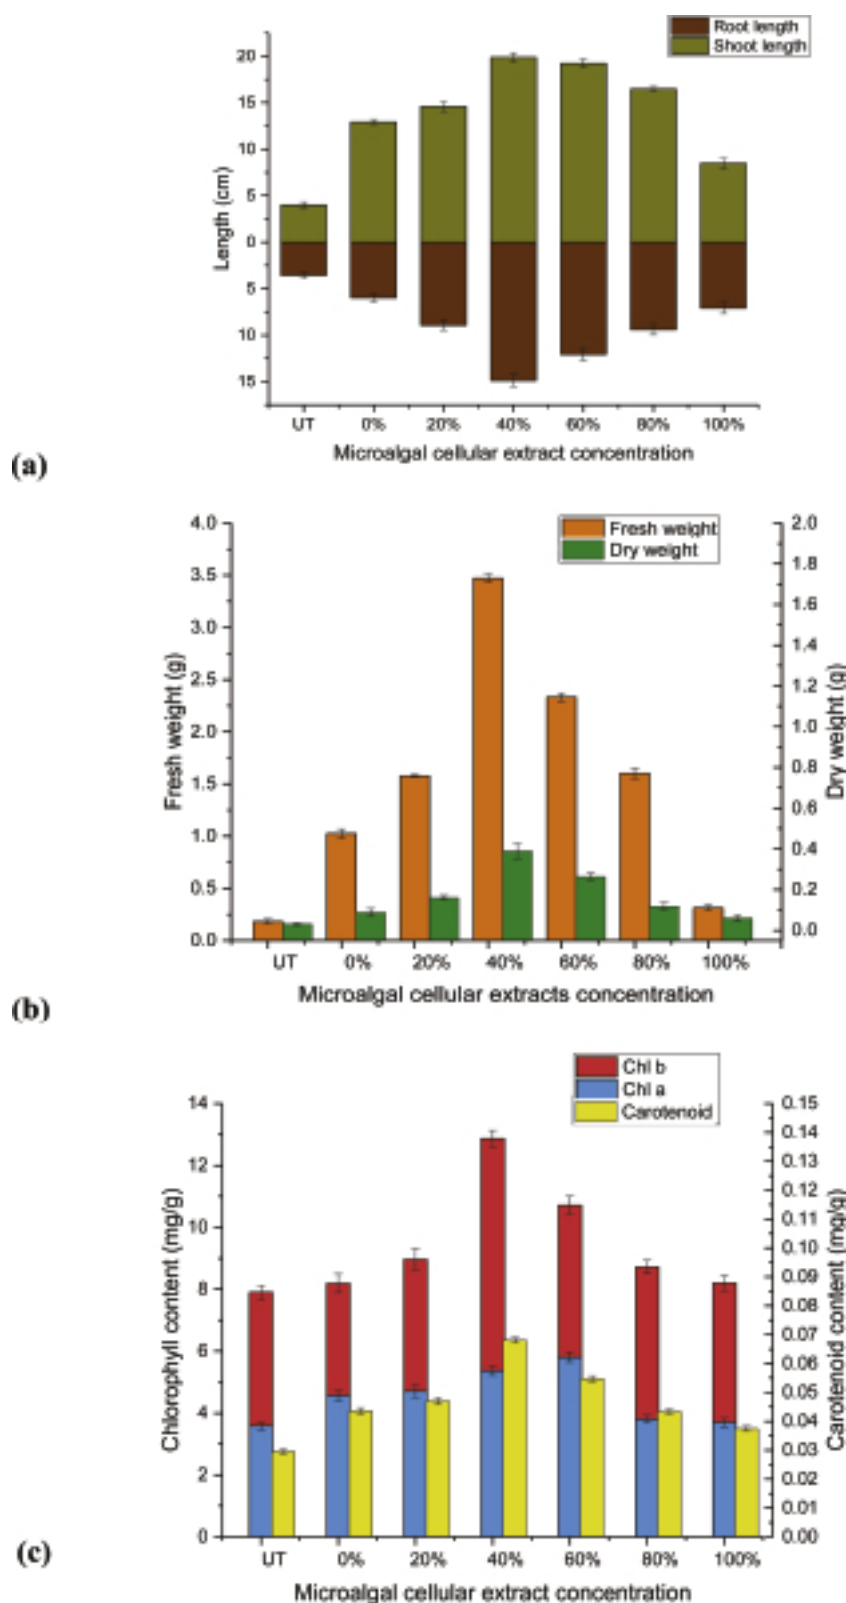 Root length
Shoot length
20
15
10
5
0
5
10
15
Length (cm)
UT 0% 20% 40% 60% 80% 100%
Microalgal cellular extract concentration
(a)
Fresh weight
Dry weight
4.0
3.5
3.0
2.5
2.0
1.5
1.0
0.5
0.0
Fresh weight (g)
2.0
1.8
1.6
1.4
1.2
1.0
0.8
0.6
0.4
0.2
0.0
Dry weight (g)
UT 0% 20% 40% 60% 80% 100%
Microalgal cellular extracts concentration
(b)
Chl b
Chl a
Carotenoid
14
12
10
8
6
4
2
0
Chlorophyll content (mg/g)
0.15
0.14
0.13
0.12
0.11
0.10
0.09
0.08
0.07
0.06
0.05
0.04
0.03
0.02
0.01
0.00
Carotenoid content (mg/g)
UT 0% 20% 40% 60% 80% 100%
Microalgal cellular extract concentration
(c)